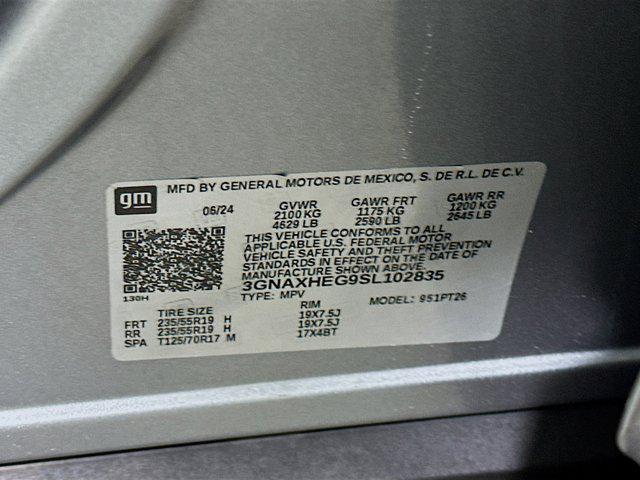 gm
MFD BY GENERAL MOTORS DE MEXICO, S. DE R.L. DE C.V.
06/24
GVWR GAWR FRT GAWR RR
2100 KG 1175 KG 1200 KG
4629 LB 2590 LB 2645 LB
THIS VEHICLE CONFORMS TO ALL
APPLICABLE U.S. FEDERAL MOTOR
VEHICLE SAFETY AND THEFT PREVENTION
STANDARDS IN EFFECT ON THE DATE OF
MANUFACTURE SHOWN ABOVE.
3GNAXHEG9SL102835
130H
TYPE: MPV MODEL: 951PT26
TIRE SIZE RIM
FRT 235/55R19 H 19X7.5J
RR 235/55R19 H 19X7.5J
SPA T125/70R17 M 17X4BT